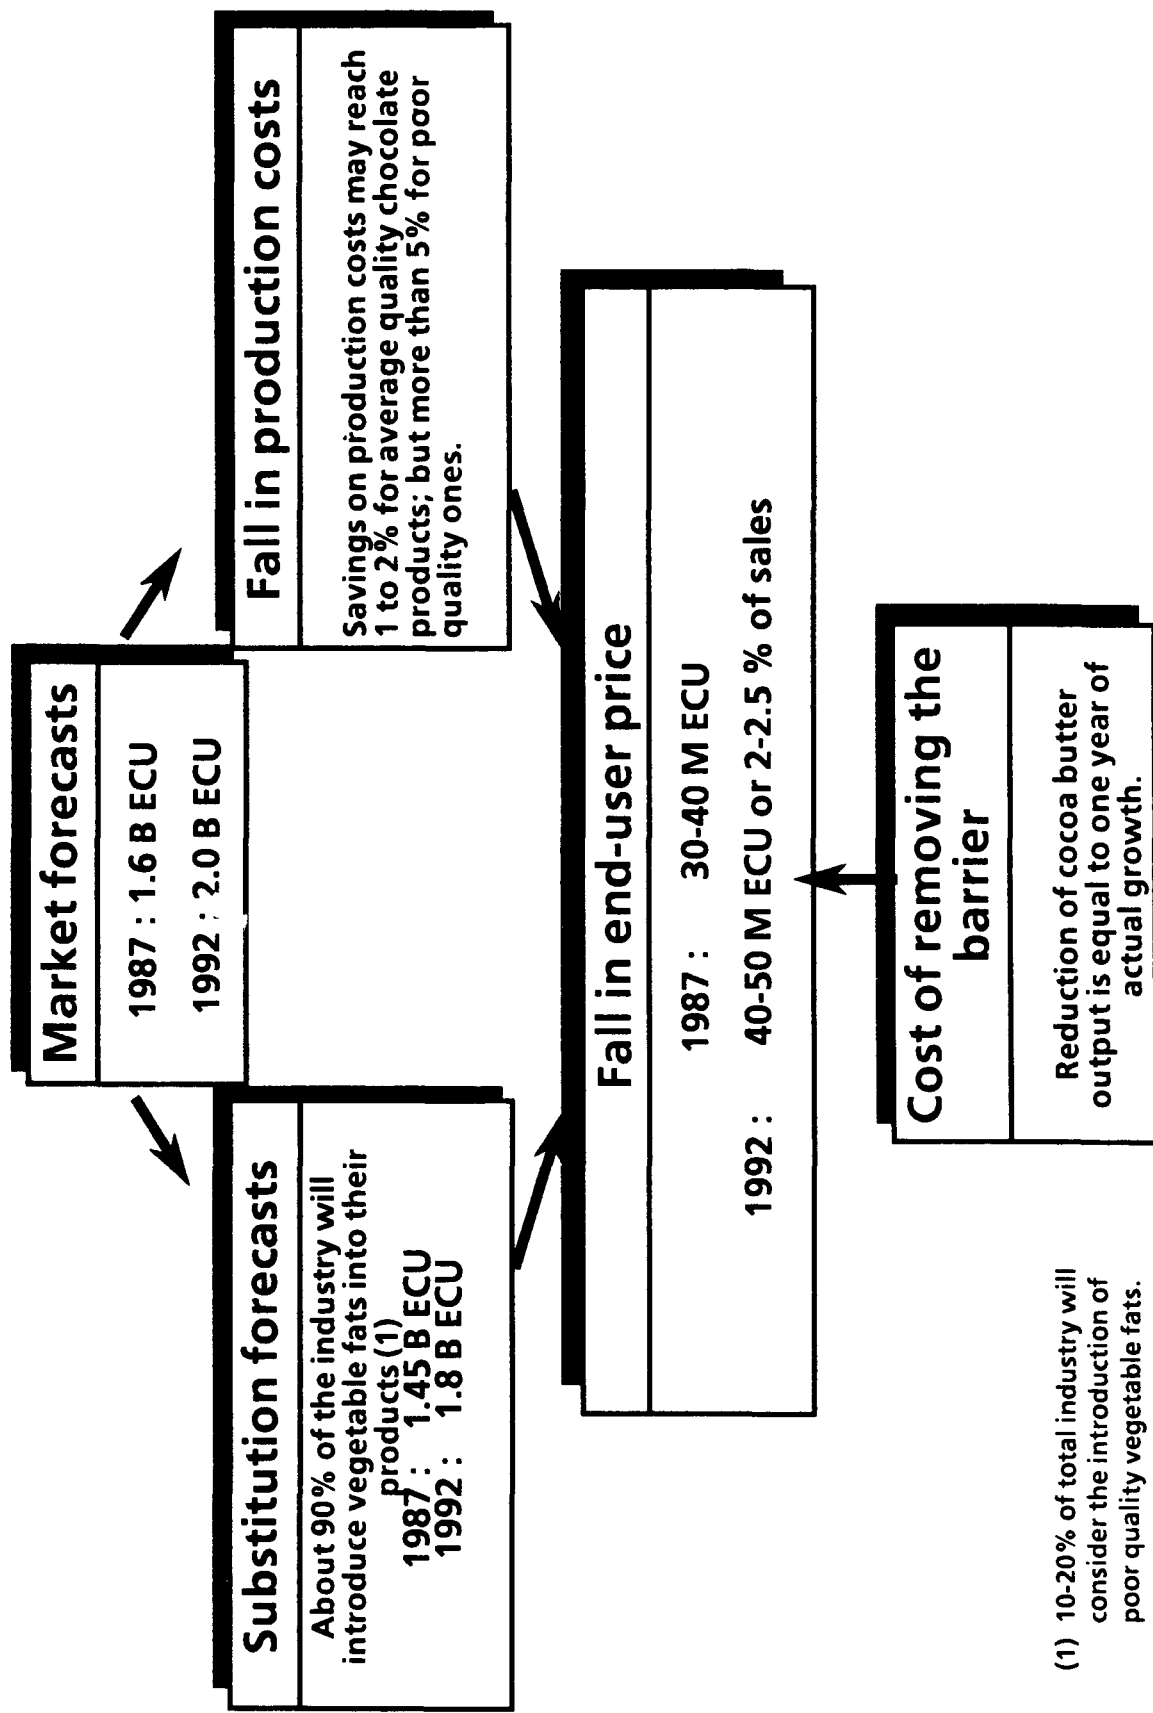 Market forecasts
1987 : 1.6 B ECU
1992 : 2.0 B ECU
Substitution forecasts
About 90% of the industry will
introduce vegetable fats into their
products (1)
1987 : 1.45 B ECU
1992 : 1.8 B ECU
Fall in production costs
Savings on production costs may reach
1 to 2% for average quality chocolate
products; but more than 5% for poor
quality ones.
Fall in end-user price
1987 : 30-40 M ECU
1992 : 40-50 M ECU or 2-2.5 % of sales
Cost of removing the
barrier
Reduction of cocoa butter
output is equal to one year of
actual growth.
(1) 10-20% of total industry will
consider the introduction of
poor quality vegetable fats.